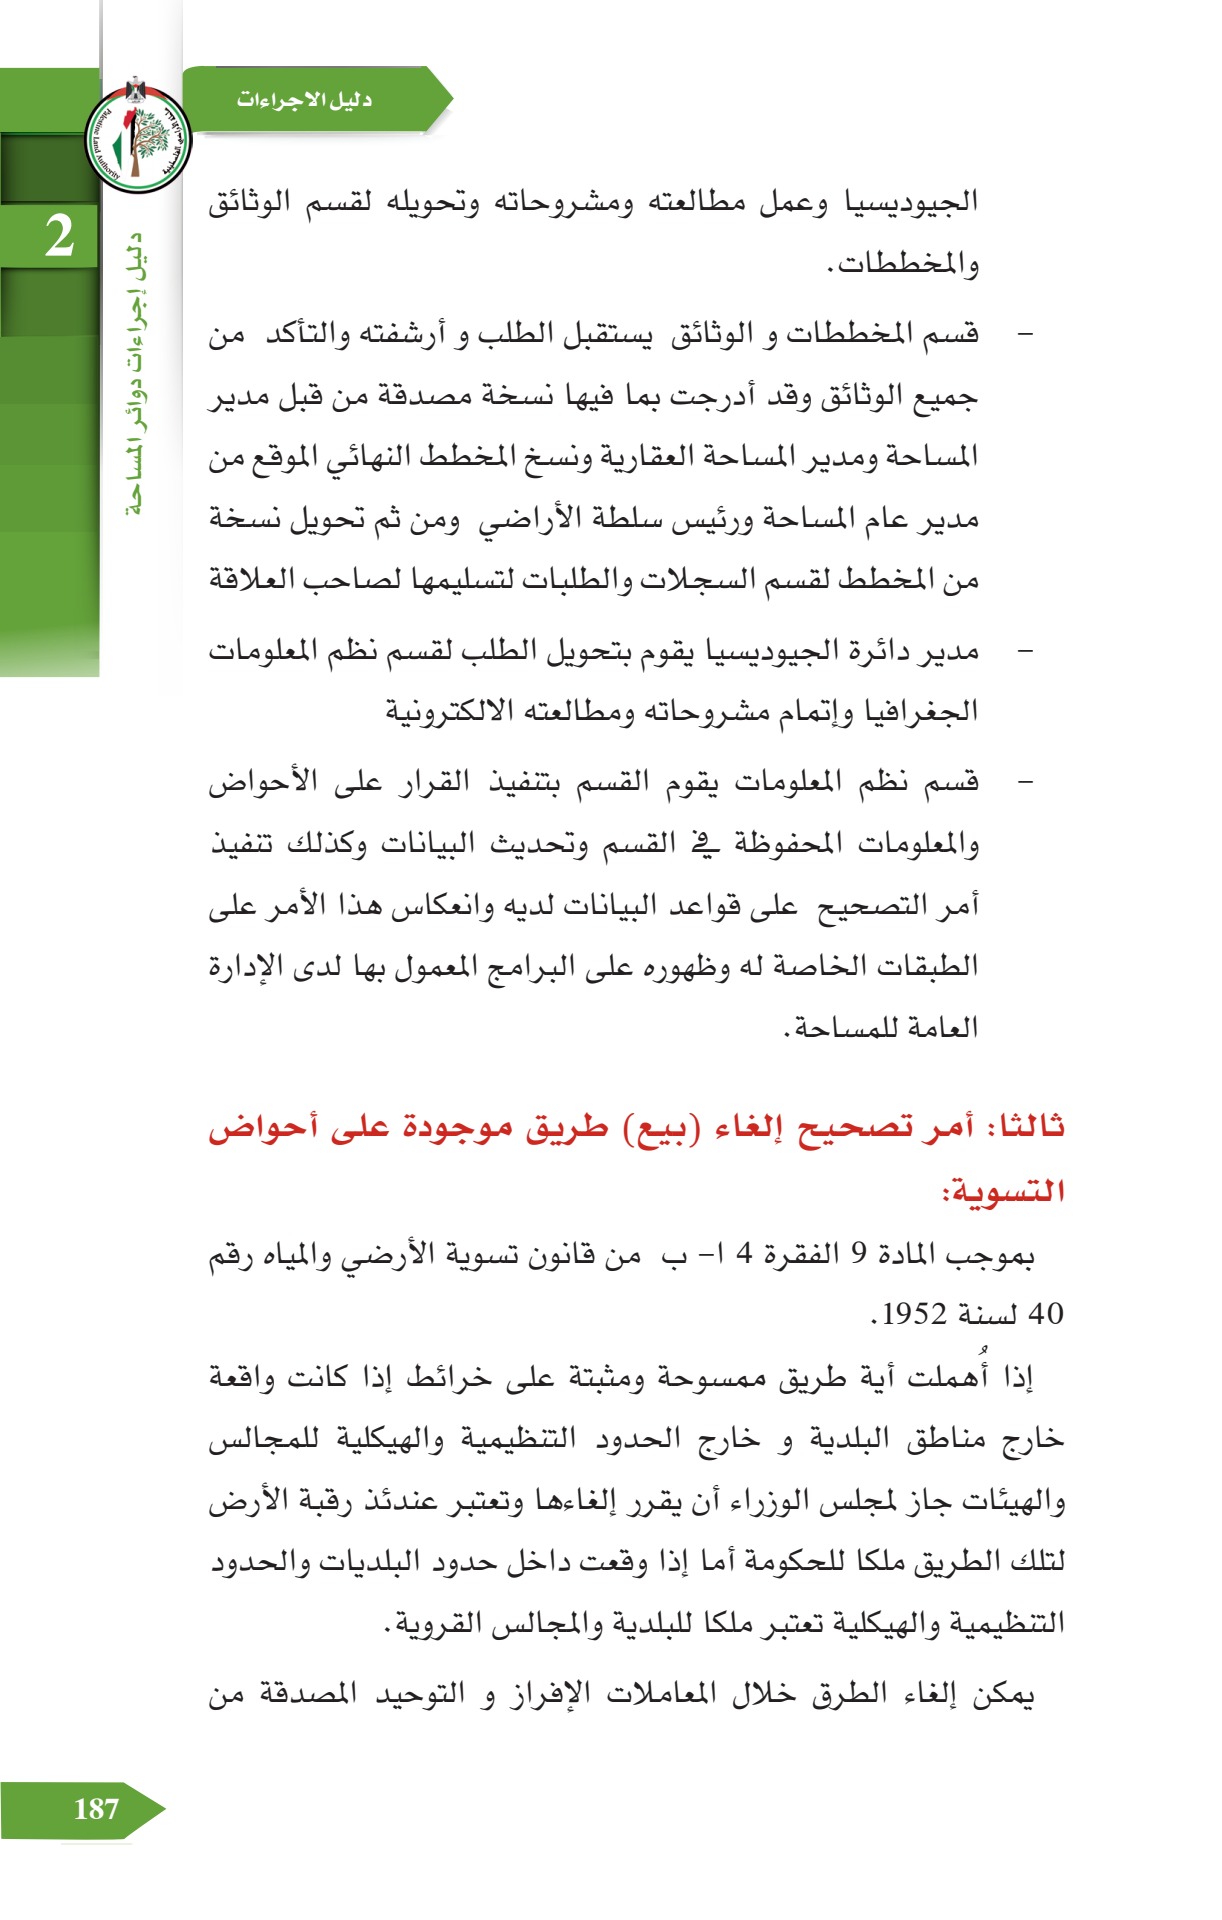 دليل الاجراءات
Palestine Land Authority
2
دليل إجراءات دوائر المساحة
الجيوديسيا وعمل مطالعته ومشروحاته وتحويله لقسم الوثائق
والمخططات.
– قسم المخططات و الوثائق يستقبل الطلب و أرشفته والتأكد من
جميع الوثائق وقد أدرجت بما فيها نسخة مصدقة من قبل مدير
المساحة ومدير المساحة العقارية ونسخ المخطط النهائي الموقع من
مدير عام المساحة ورئيس سلطة الأراضي ومن ثم تحويل نسخة
من المخطط لقسم السجلات والطلبات لتسليمها لصاحب العلاقة
– مدير دائرة الجيوديسيا يقوم بتحويل الطلب لقسم نظم المعلومات
الجغرافيا وإتمام مشروحاته ومطالعته الالكترونية
– قسم نظم المعلومات يقوم القسم بتنفيذ القرار على الأحواض
والمعلومات المحفوظة في القسم وتحديث البيانات وكذلك تتفيذ
أمر التصحيح على قواعد البيانات لديه وانعكاس هذا الأمر على
الطبقات الخاصة له وظهوره على البرامج المعمول بها لدى الإدارة
العامة للمساحة.
ثالثا: أمر تصحيح إلغاء (بيع) طريق موجودة على أحواض
التسوية:
بموجب المادة 9 الفقرة 4 ا– ب من قانون تسوية الأرضي والمياه رقم
40 لسنة 1952.
إذا أُهملت أية طريق ممسوحة ومثبتة على خرائط إذا كانت واقعة
خارج مناطق البلدية و خارج الحدود التنظيمية والهيكلية للمجالس
والهيئات جاز لمجلس الوزراء أن يقرر إلغاءها وتعتبر عندئذ رقبة الأرض
لتلك الطريق ملكا للحكومة أما إذا وقعت داخل حدود البلديات والحدود
التنظيمية والهيكلية تعتبر ملكا للبلدية والمجالس القروية.
يمكن إلغاء الطرق خلال المعاملات الإفراز و التوحيد المصدقة من
187